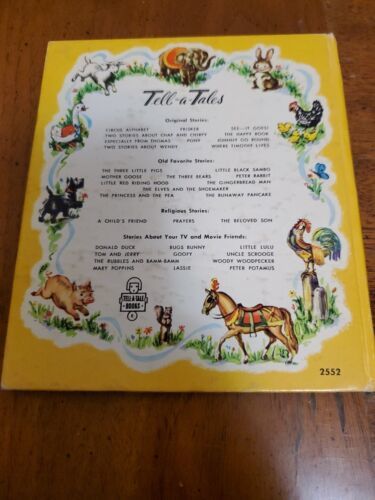 Tell-a-Tales
Original Stories:
CIRCUS ALPHABET FRISKER SEE—IT GOES!
TWO STORIES ABOUT CHAP AND CHIRPY THE HAPPY BOOK
ESPECIALLY FROM THOMAS PONY JOHNNY GO ROUND
TWO STORIES ABOUT WENDY WHERE TIMOTHY LIVES
Old Favorite Stories:
THE THREE LITTLE PIGS LITTLE BLACK SAMBO
MOTHER GOOSE THE THREE BEARS PETER RABBIT
LITTLE RED RIDING HOOD THE GINGERBREAD MAN
THE ELVES AND THE SHOEMAKER
THE PRINCESS AND THE PEA THE RUNAWAY PANCAKE
Religious Stories:
A CHILD'S FRIEND PRAYERS THE BELOVED SON
Stories About Your TV and Movie Friends:
DONALD DUCK BUGS BUNNY LITTLE LULU
TOM AND JERRY GOOFY UNCLE SCROOGE
THE RUBBLES AND BAMM-BAMM WOODY WOODPECKER
MARY POPPINS LASSIE PETER POTAMUS
TELL-A-TALE
BOOKS
2552